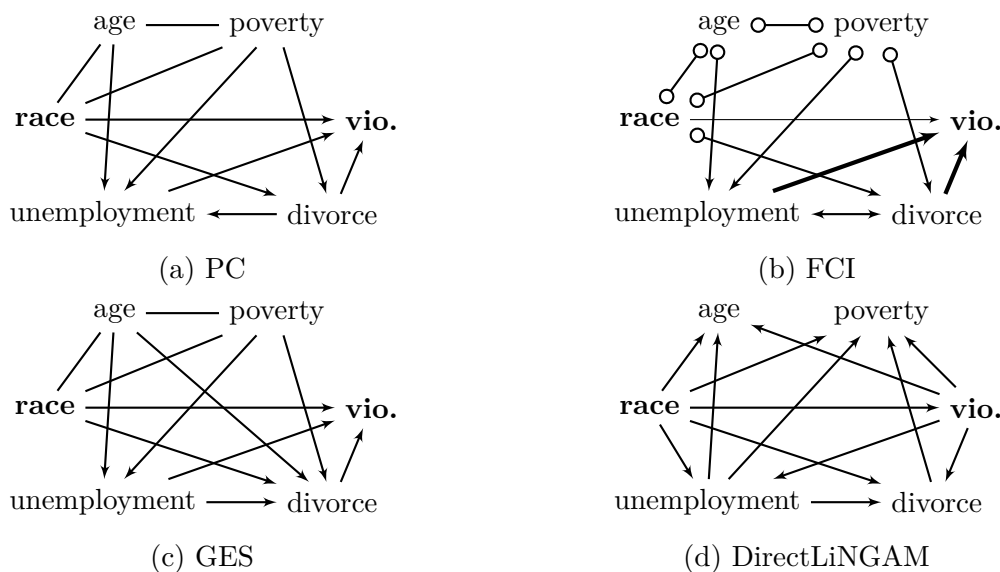 age poverty
race vio.
unemployment divorce
(a) PC
age poverty
race vio.
unemployment divorce
(b) FCI
age poverty
race vio.
unemployment divorce
(c) GES
age poverty
race vio.
unemployment divorce
(d) DirectLiNGAM